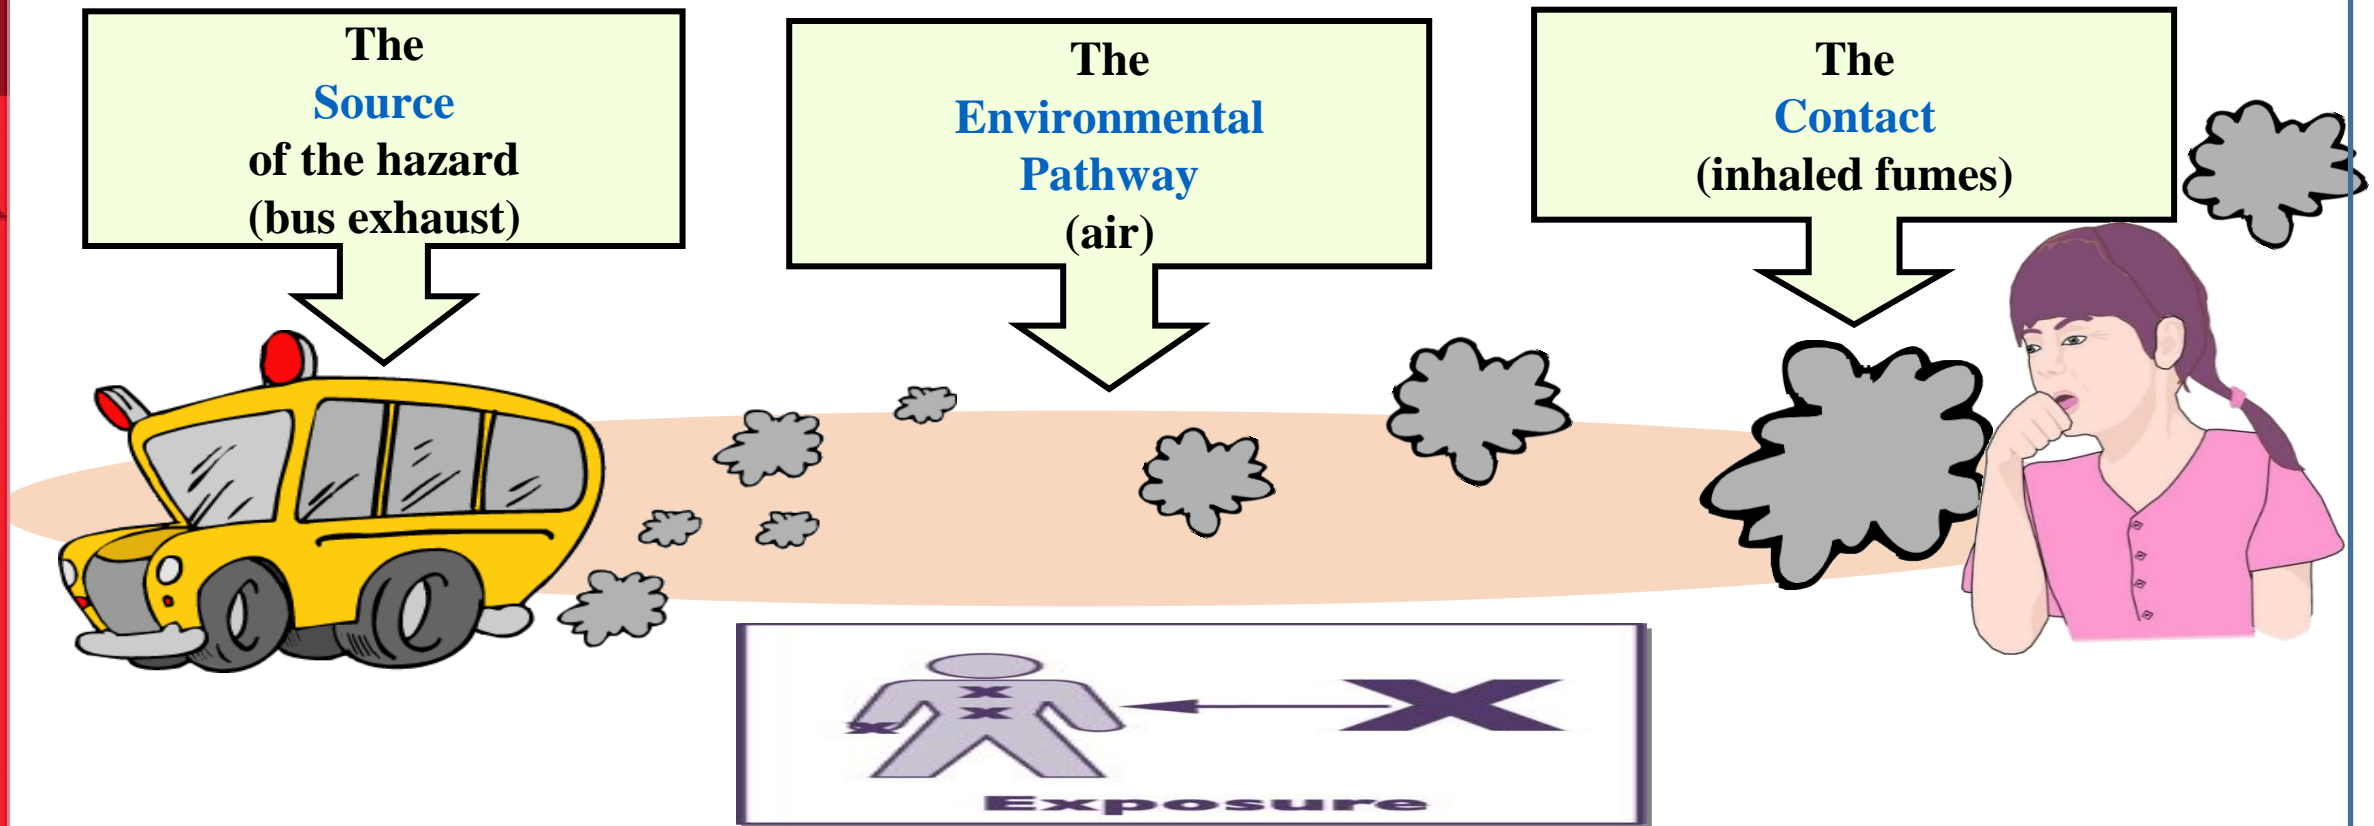 The
Source
of the hazard
(bus exhaust)
The
Environmental
Pathway
(air)
The
Contact
(inhaled fumes)
Exposure